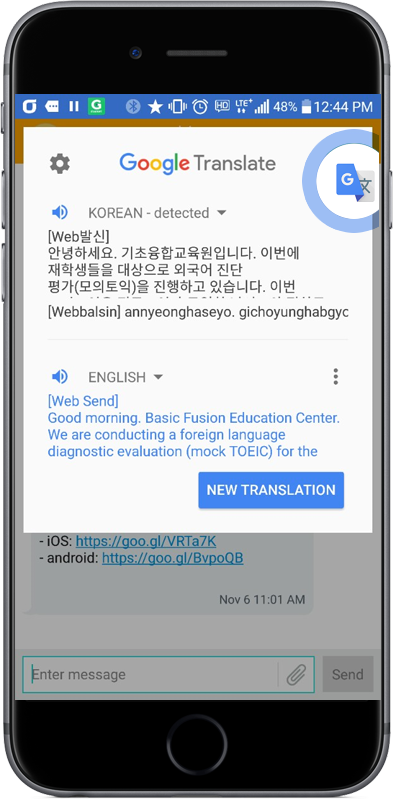 48% 12:44 PM
Google Translate
KOREAN - detected
[Web발신]
안녕하세요. 기초융합교육원입니다. 이번에
재학생들을 대상으로 외국어 진단
평가(모의토익)을 진행하고 있습니다. 이번
[Webbalsin] annyeonghaseyo. gichoyunghabgyc
ENGLISH
[Web Send]
Good morning. Basic Fusion Education Center.
We are conducting a foreign language
diagnostic evaluation (mock TOEIC) for the
NEW TRANSLATION
- iOS: https://goo.gl/VRTa7K
- android: https://goo.gl/BvpoQB
Nov 6 11:01 AM
Enter message
Send